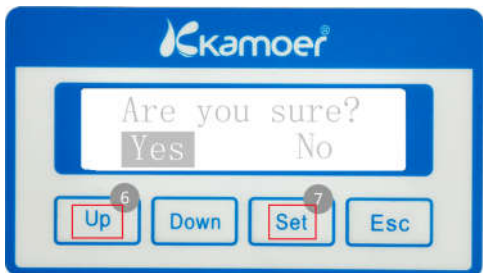 kamoer®
Are you sure?
Yes No
6 7
Up Down Set Esc